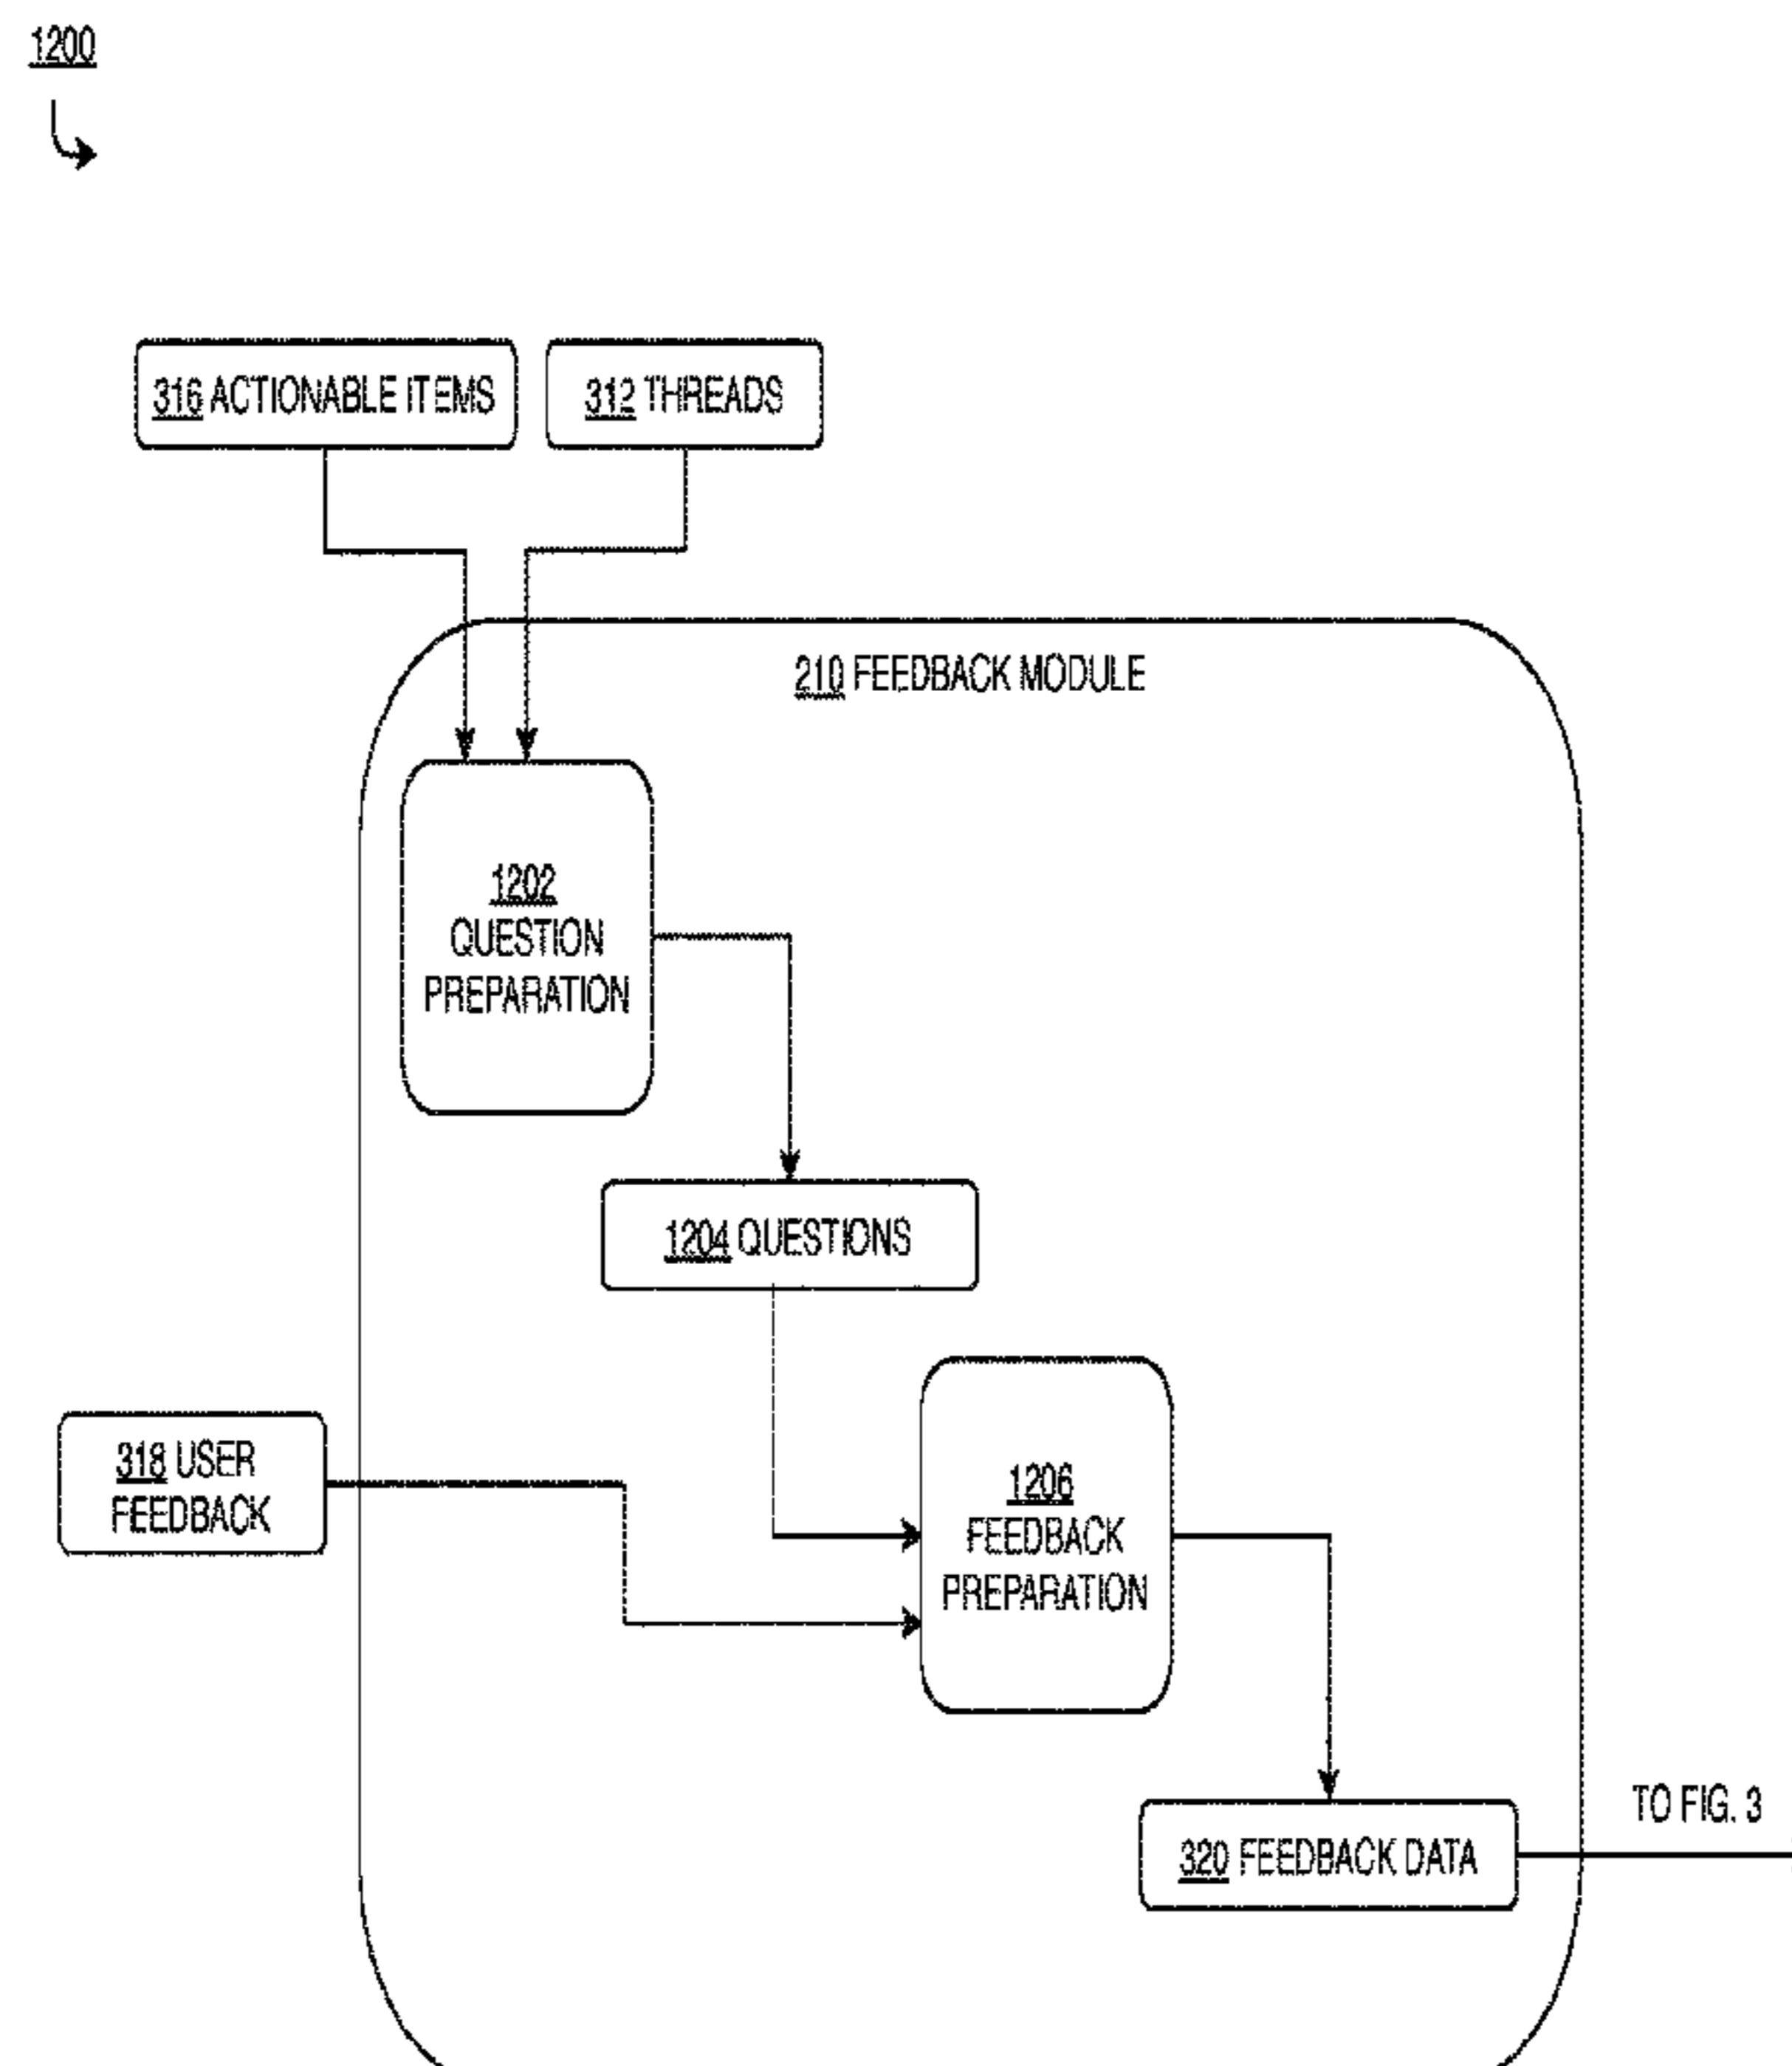 1200
316 ACTIONABLE ITEMS
312 THREADS
210 FEEDBACK MODULE
1202
QUESTION
PREPARATION
1204 QUESTIONS
318 USER
FEEDBACK
1206
FEEDBACK
PREPARATION
TO FIG. 3
320 FEEDBACK DATA